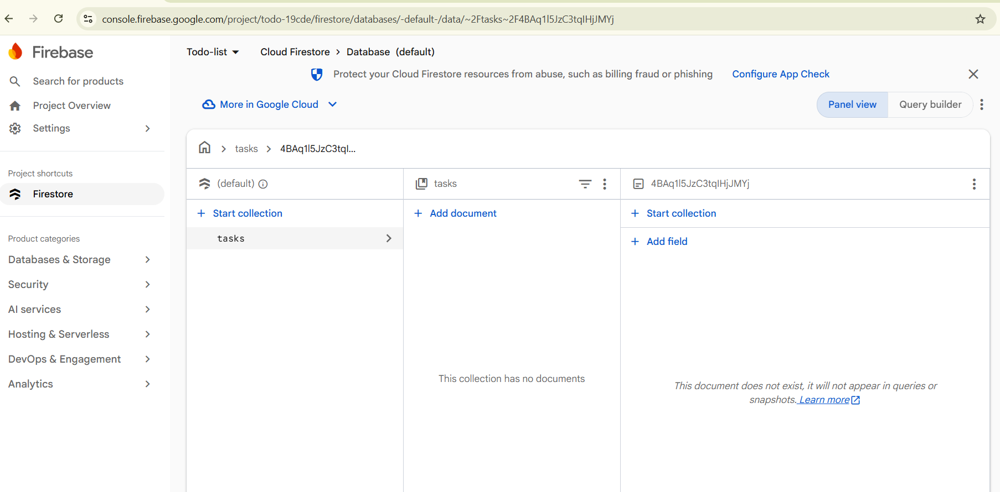 console.firebase.google.com/project/todo-19cde/firestore/databases/-default-/data/~2Ftasks~2F4BAq1l5JzC3tqIHjJMYj
Firebase
Search for products
Project Overview
Settings
Project shortcuts
Firestore
Product categories
Databases & Storage
Security
AI services
Hosting & Serverless
DevOps & Engagement
Analytics
Todo-list
Cloud Firestore > Database (default)
Protect your Cloud Firestore resources from abuse, such as billing fraud or phishing Configure App Check
More in Google Cloud
Panel view
Query builder
tasks > 4BAq1l5JzC3tqI...
(default)
+ Start collection
tasks
tasks
+ Add document
This collection has no documents
4BAq1l5JzC3tqIHjJMYj
+ Start collection
+ Add field
This document does not exist, it will not appear in queries or
snapshots. Learn more